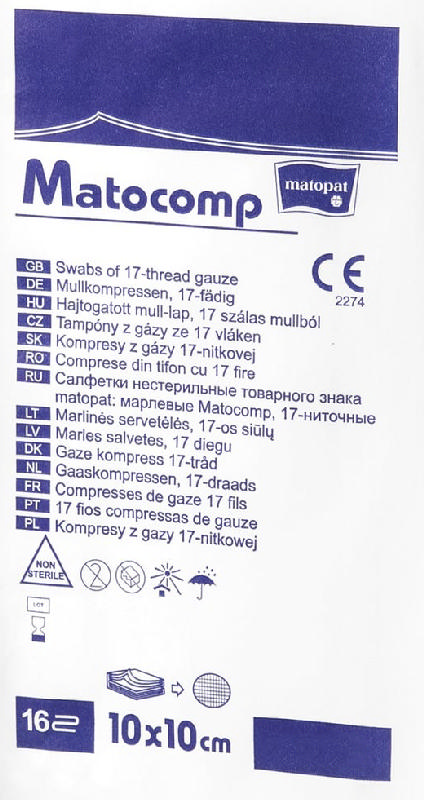 Matocomp
matopat
CE
2274
GB Swabs of 17-thread gauze
DE Mullkompressen, 17-fädig
HU Hajtogatott mull-lap, 17 szálas mullból
CZ Tampóny z gázy ze 17 vláken
SK Kompresy z gázy 17-nitkovej
RO Comprese din tifon cu 17 fire
RU Салфетки нестерильные товарного знака
matopat: марлевые Matocomp, 17-ниточные
LT Marlinės servetėlės, 17-os siūlų
LV Marles salvetes, 17 diegu
DK Gaze kompress 17-tråd
NL Gaaskompressen, 17-draads
FR Compresses de gaze 17 fils
PT 17 fios compressas de gauze
PL Kompresy z gazy 17-nitkowej
NON
STERILE
2
LOT
16
10x10cm